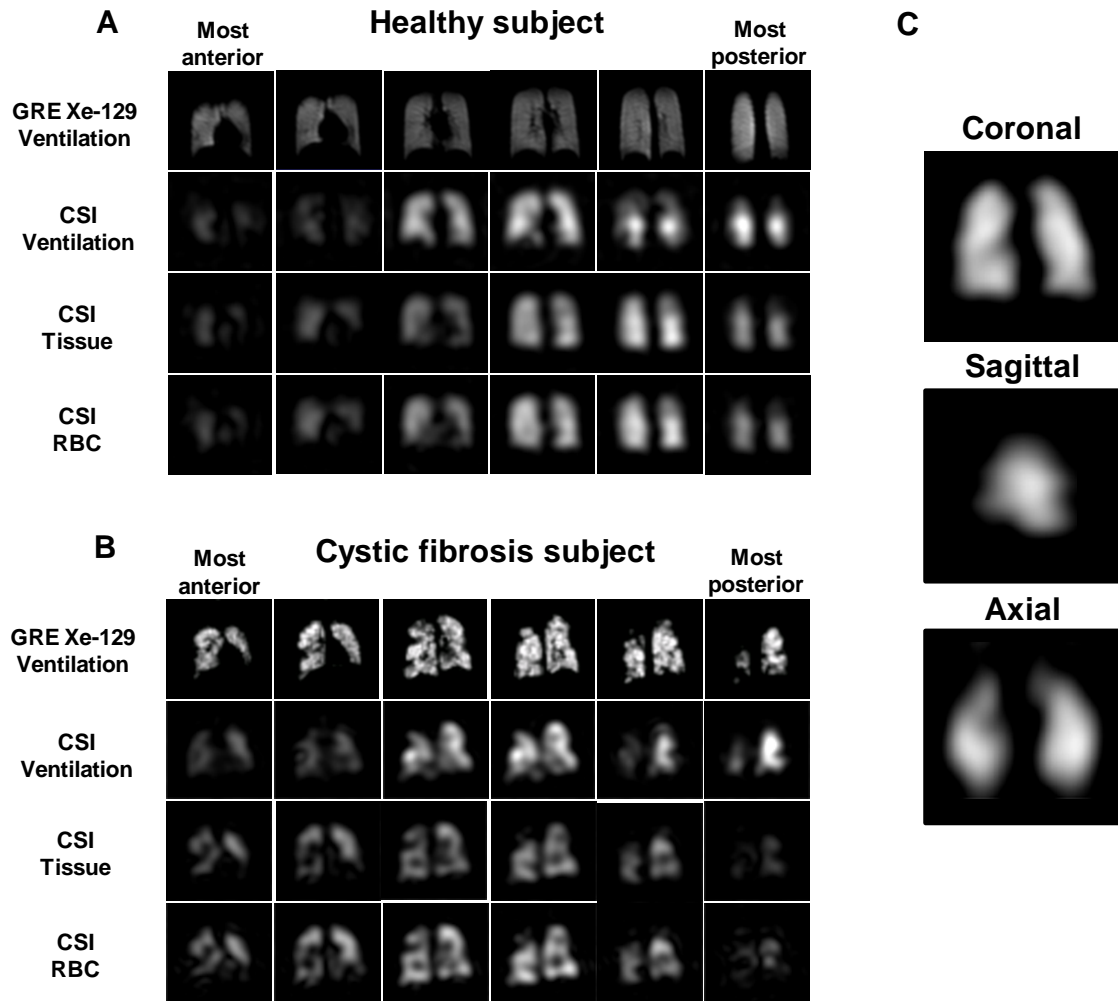 A
Healthy subject
Most
anterior
Most
posterior
GRE Xe-129
Ventilation
CSI
Ventilation
CSI
Tissue
CSI
RBC
B
Cystic fibrosis subject
Most
anterior
Most
posterior
GRE Xe-129
Ventilation
CSI
Ventilation
CSI
Tissue
CSI
RBC
C
Coronal
Sagittal
Axial